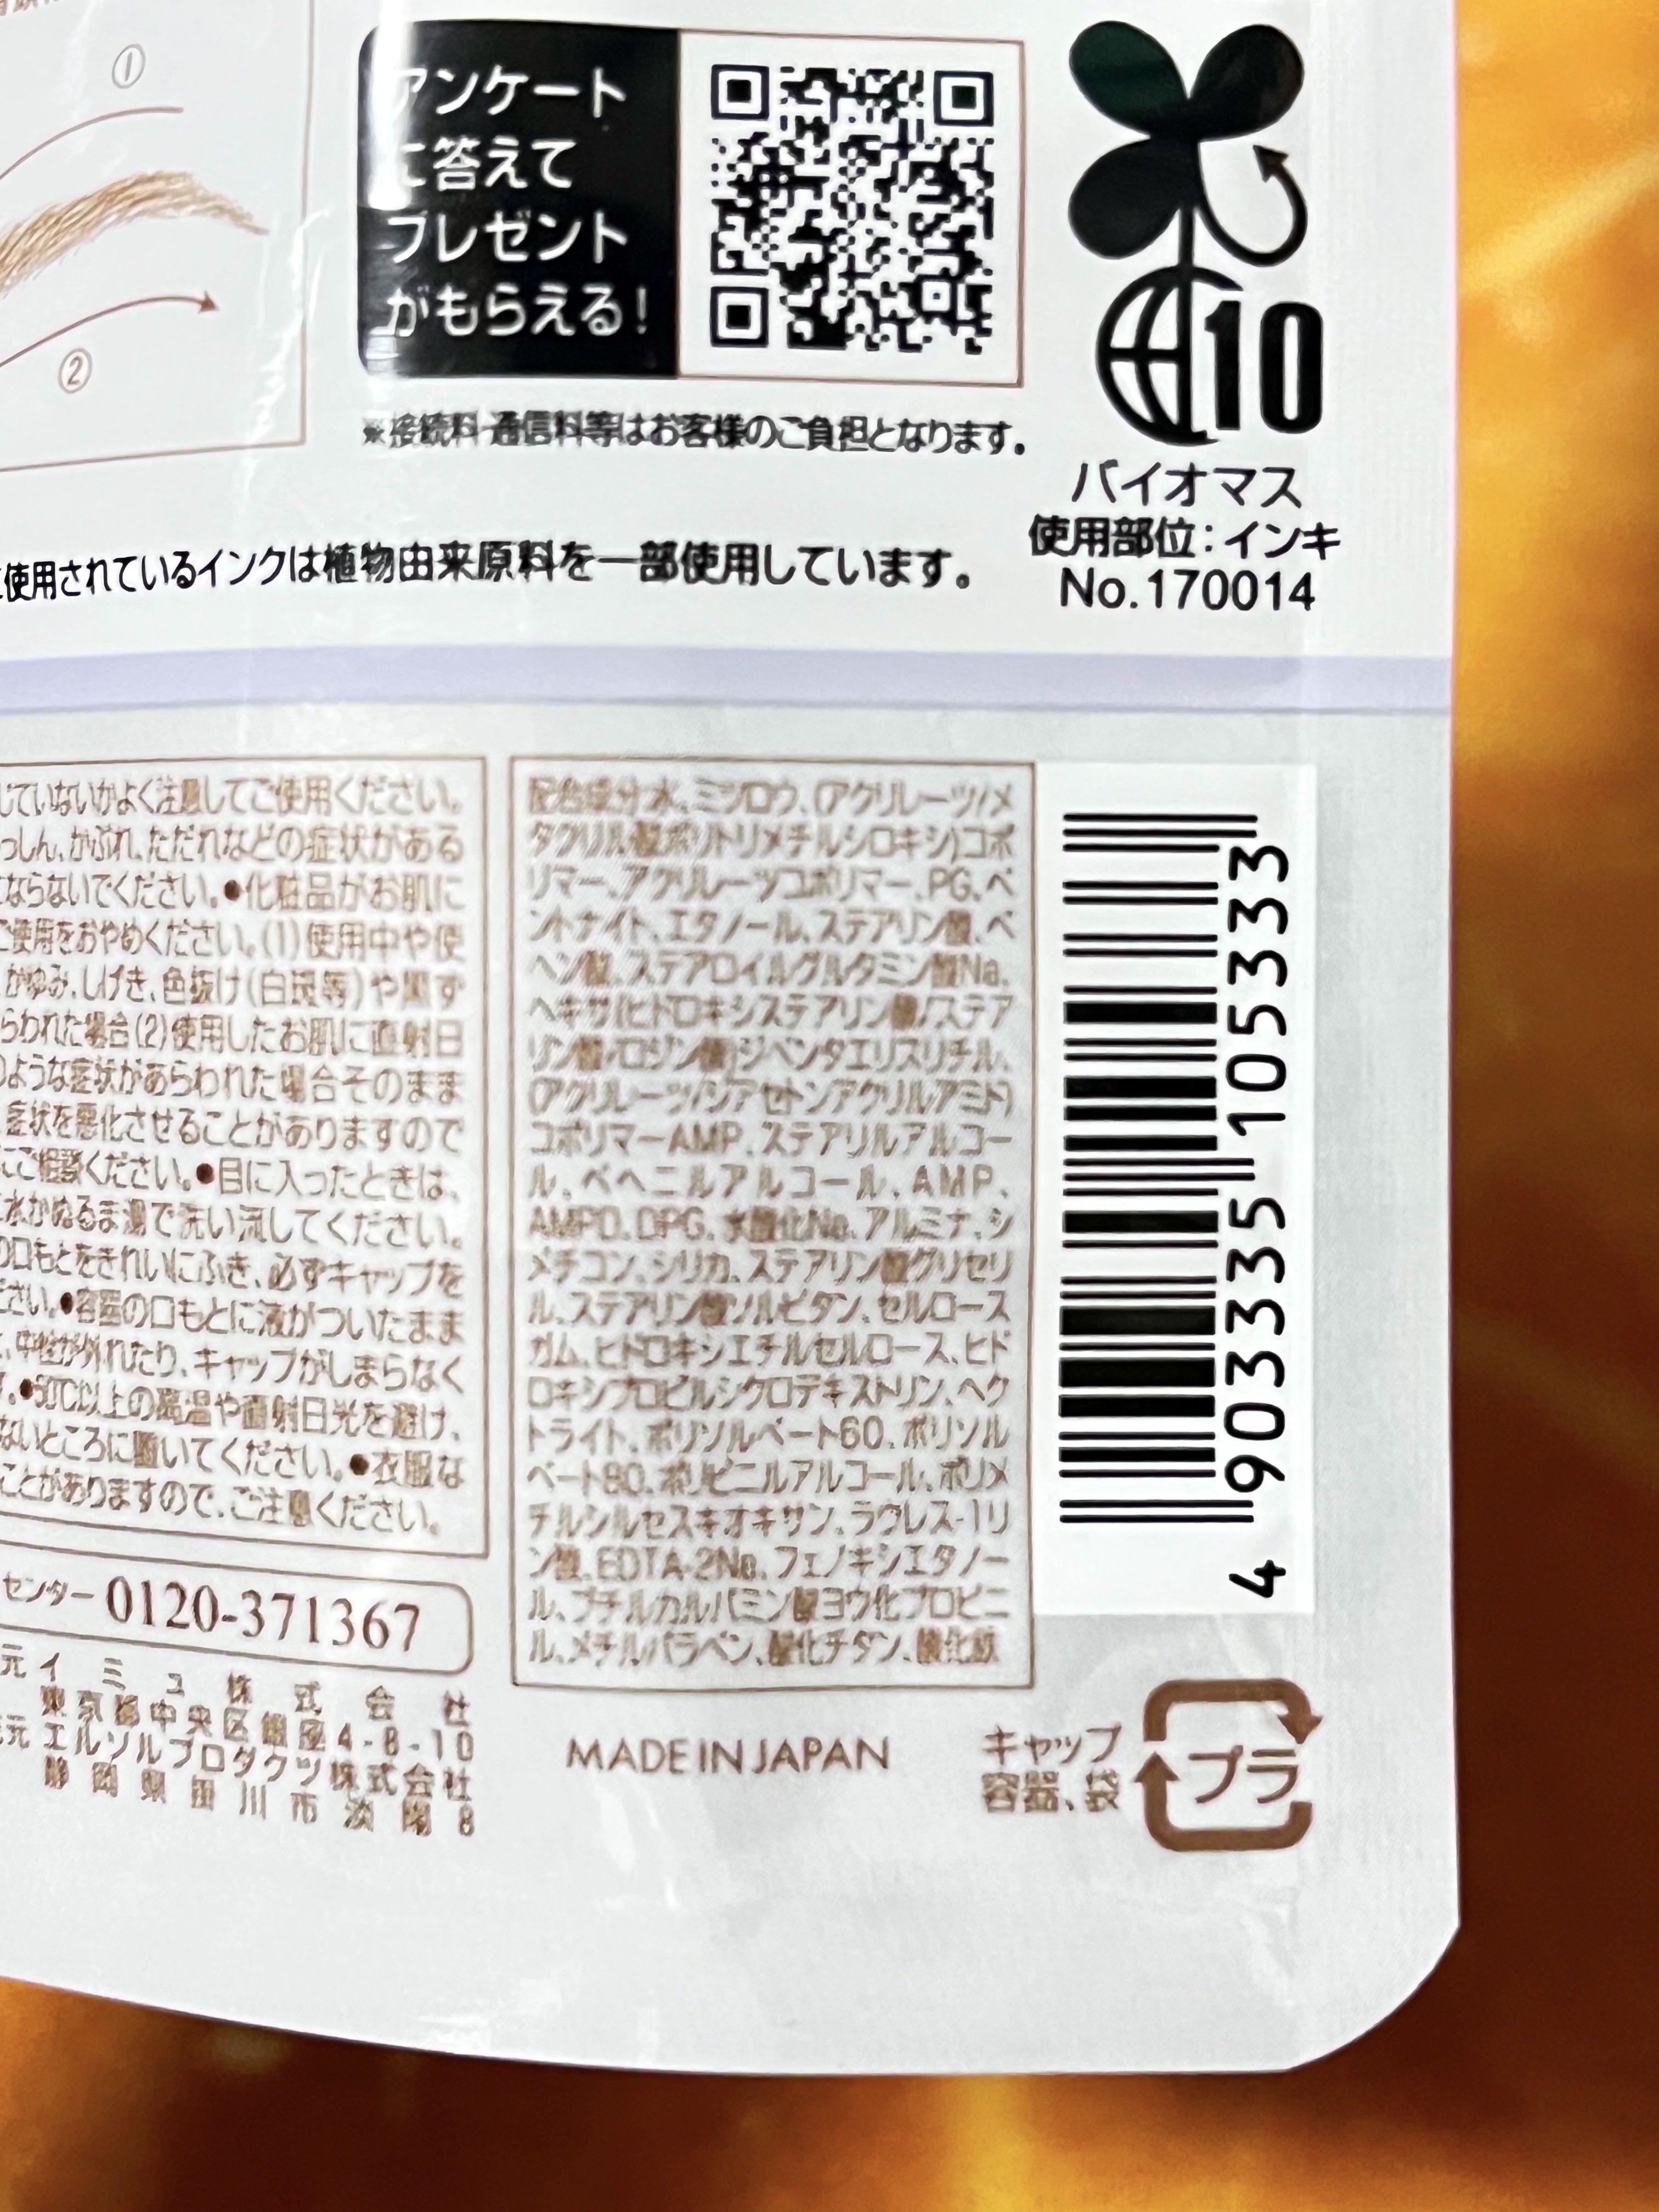 ①
②
アンケート
に答えて
プレゼント
がもらえる!
※接続料・通信料等はお客様のご負担となります。
10
バイオマス
使用部位:インキ
No.170014
使用されているインクは植物由来原料を一部使用しています。
じていないかよく注意してご使用ください。
っしん、かぶれ、ただれなどの症状がある
にならないでください。●化粧品がお肌に
ご使用をおやめください。(1)使用中や使
かゆみ、しげき、色抜け(白斑等)や黒ず
らわれた場合(2)使用したお肌に直射日
のような症状があらわれた場合そのまま
症状を悪化させることがありますので
にご相談ください。●目に入ったときは、
水かぬるま湯で洗い流してください。
の口もとをきれいにふき、必ずキャップを
ださい。●容器の口もとに液がついたまま
、中栓が外れたり、キャップがしまらなく
す。●50℃以上の高温や直射日光を避け、
ないところに置いてください。●衣服な
ことがありますので、ご注意ください。
センター 0120-371367
元 イミュ株式会社
東京都中央区銀座4-8-10
元 エルソルプロダクツ株式会社
静岡県
川市
8
配合成分 水、ミツロウ、(アクリレーツ/メ
タクリル酸ポリトリメチルシロキシ)コポ
リマー、アクリレーツコポリマー、PG、ベ
ントナイト、エタノール、ステアリン酸、ベ
ヘン酸、ステアロイルグルタミン酸Na、
ヘキサ(ヒドロキシステアリン酸/ステア
リン酸/ロジン酸)ジペンタエリスリチル、
(アクリレーツ/ジアセトンアクリルアミド)
コポリマーAMP、ステアリルアルコー
ル、ベヘニルアルコール、AMP、
AMPD、DPG、水酸化Na、アルミナ、シ
メチコン、シリカ、ステアリン酸グリセリ
ル、ステアリン酸ソルビタン、セルロース
ガム、ヒドロキシエチルセルロース、ヒド
ロキシプロピルシクロデキストリン、ヘク
トライト、ポリソルベート60、ポリソル
ベート80、ポリビニルアルコール、ポリメ
チルシルセスキオキサン、ラウレス-1リ
ン酸、EDTA-2Na、フェノキシエタノー
ル、ブチルカルバミン酸ヨウ化プロピニ
ル、メチルパラベン、酸化チタン、酸化鉄
4 903335 105333
MADE IN JAPAN
キャップ
容器、袋
プラ